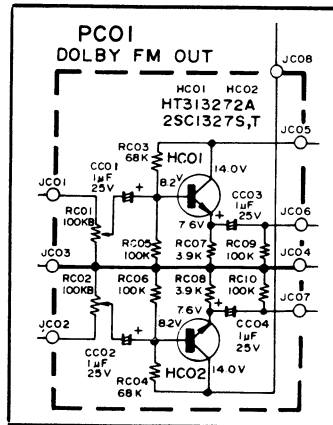 PC01
DOLBY FM OUT
JC08
HC01 HC02
HT313272A
2SC1327S,T
RC03
68K
JC05
HC01
CC01
1μF
25V
+
14.0V
JC01
8.2V
CC03
1μF
25V
RC01
100KB
+
7.6V
JC06
RC05
100K
RC07
3.9K
RC09
100K
JC03
JC04
RC02
100KB
RC06
100K
RC08
3.9K
RC10
100K
7.6V
+
JC07
JC02
+
8.2V
CC04
1μF
25V
CC02
1μF
25V
HC02
14.0V
RC04
68K